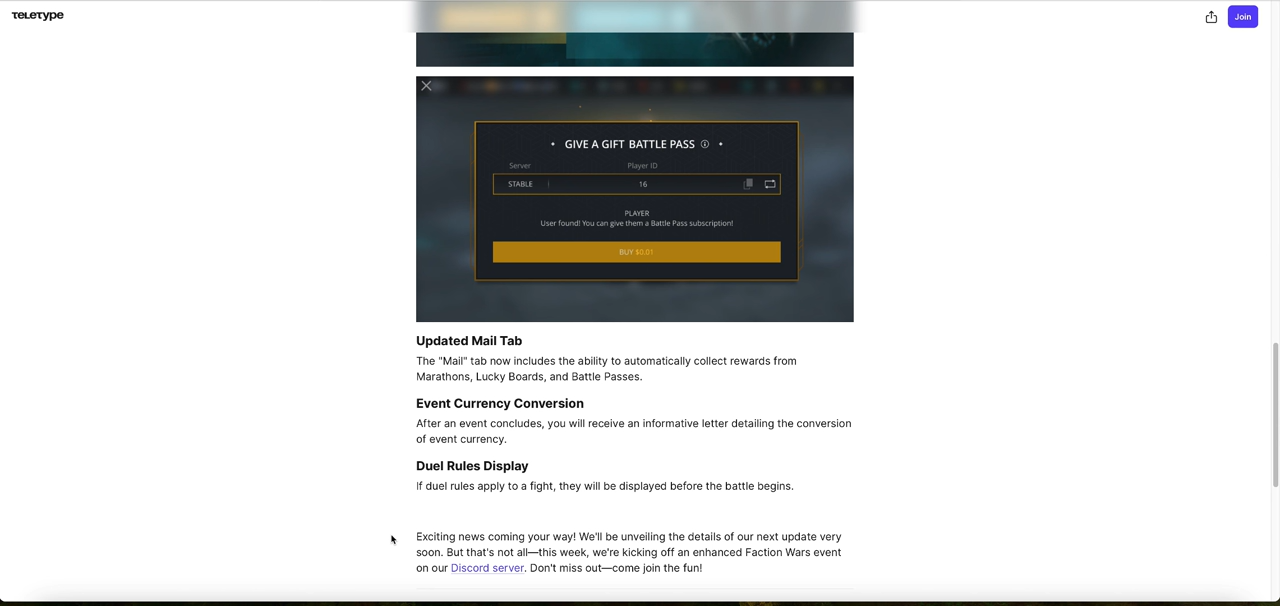 TELETYPE
Join
GIVE A GIFT BATTLE PASS
Server Player ID
STABLE 16
PLAYER
User found! You can give them a Battle Pass subscription!
BUY $0.01
Updated Mail Tab
The "Mail" tab now includes the ability to automatically collect rewards from
Marathons, Lucky Boards, and Battle Passes.
Event Currency Conversion
After an event concludes, you will receive an informative letter detailing the conversion
of event currency.
Duel Rules Display
If duel rules apply to a fight, they will be displayed before the battle begins.
Exciting news coming your way! We'll be unveiling the details of our next update very
soon. But that's not all—this week, we're kicking off an enhanced Faction Wars event
on our Discord server. Don't miss out—come join the fun!